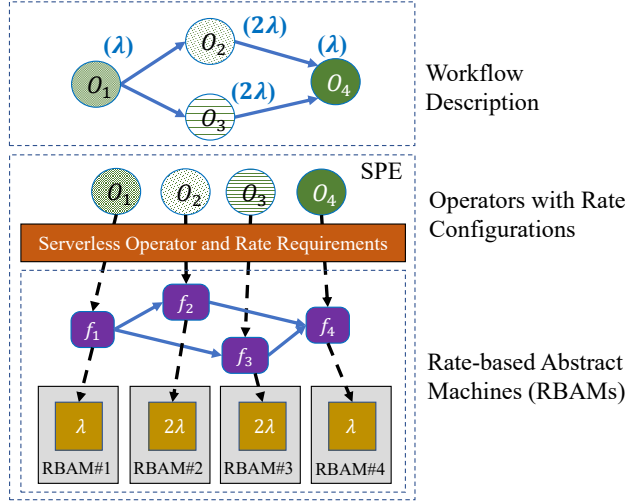 (λ)
(2λ)
(λ)
O₂
O₁
O₄
(2λ)
O₃
Workflow
Description
SPE
O₁ O₂ O₃ O₄
Operators with Rate
Configurations
Serverless Operator and Rate Requirements
f₁
f₂
f₃
f₄
Rate-based Abstract
Machines (RBAMs)
λ 2λ 2λ λ
RBAM#1 RBAM#2 RBAM#3 RBAM#4